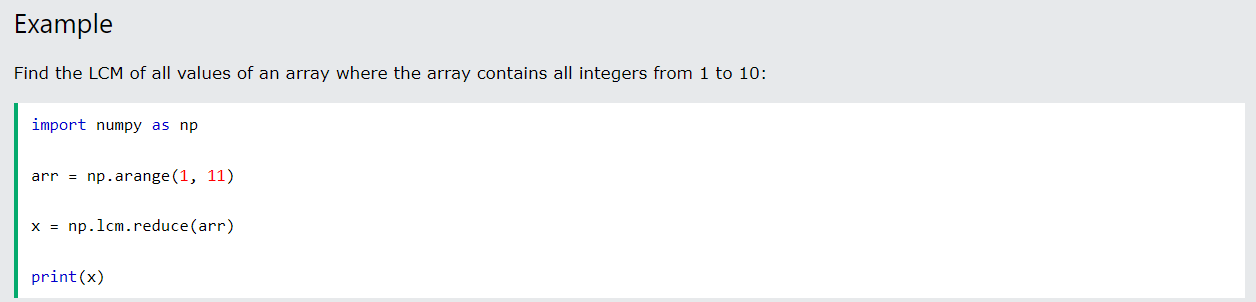 Example
Find the LCM of all values of an array where the array contains all integers from 1 to 10:
import numpy as np
arr = np.arange(1, 11)
x = np.lcm.reduce(arr)
print(x)